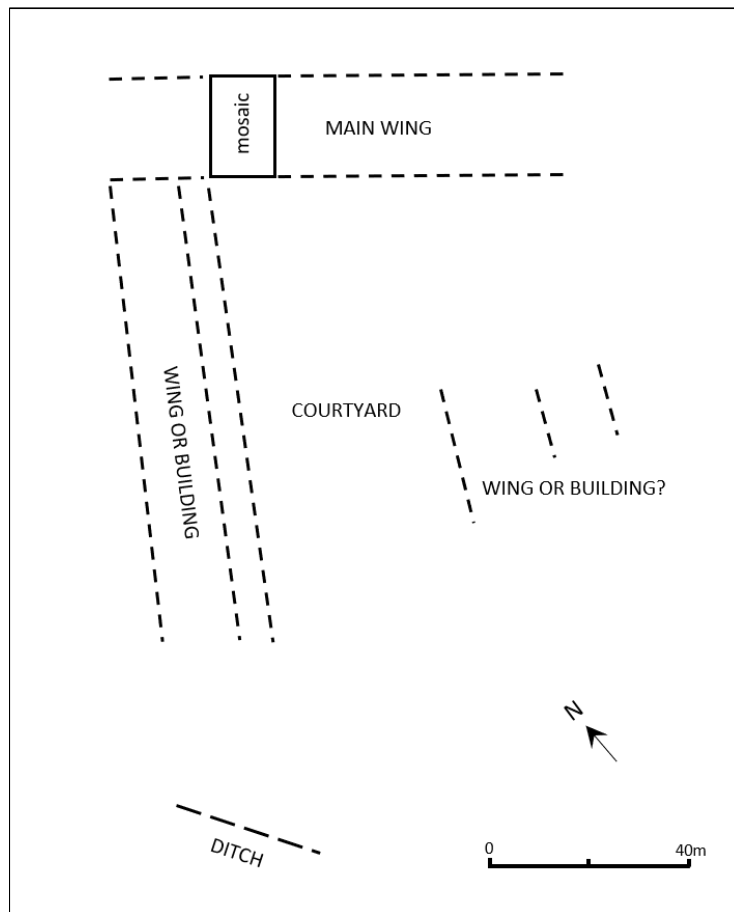 mosaic
MAIN WING
WING OR BUILDING
COURTYARD
WING OR BUILDING?
N
DITCH
0 40m